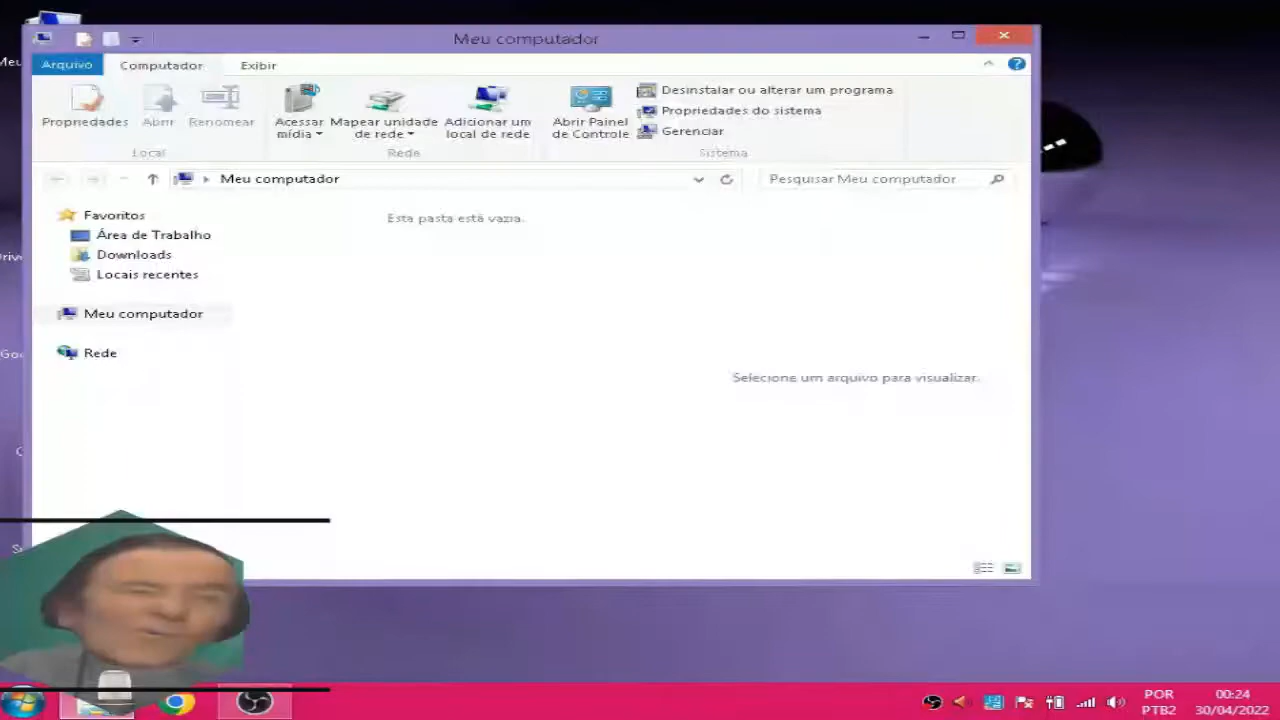 Meu computador
Arquivo
Computador
Exibir
Propriedades
Abrir
Renomear
Local
Acessar
mídia
Mapear unidade
de rede
Adicionar um
local de rede
Rede
Abrir Painel
de Controle
Desinstalar ou alterar um programa
Propriedades do sistema
Gerenciar
Sistema
Meu computador
Pesquisar Meu computador
Favoritos
Área de Trabalho
Downloads
Locais recentes
Meu computador
Rede
Esta pasta está vazia.
Selecione um arquivo para visualizar.
POR
PTB2
00:24
30/04/2022